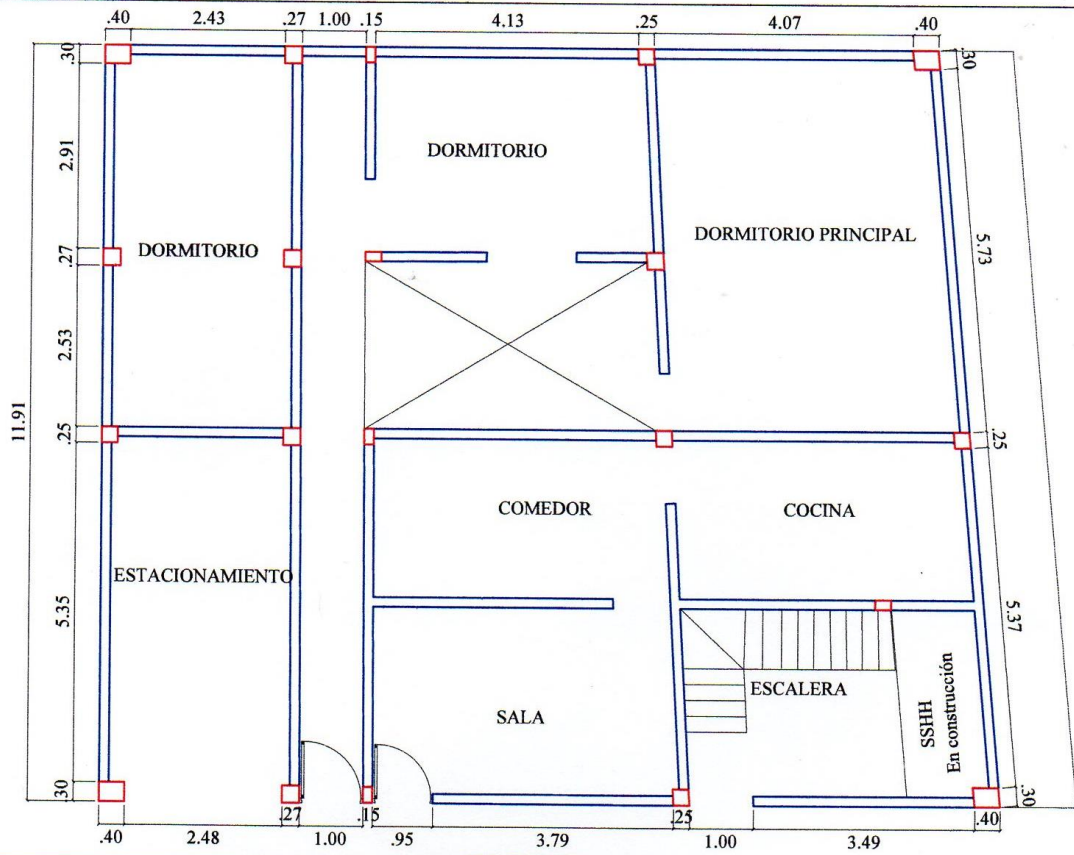 .40 2.43 .27 1.00 .15 4.13 .25 4.07 .40
.30
.30
2.91
DORMITORIO
DORMITORIO
DORMITORIO PRINCIPAL
5.73
.27
2.53
11.91
.25
.25
COMEDOR
COCINA
ESTACIONAMIENTO
5.35
5.37
ESCALERA
SSHH
En construcción
SALA
.30
.30
.40 2.48 .27 1.00 .15 .95 3.79 .25 1.00 3.49 .40